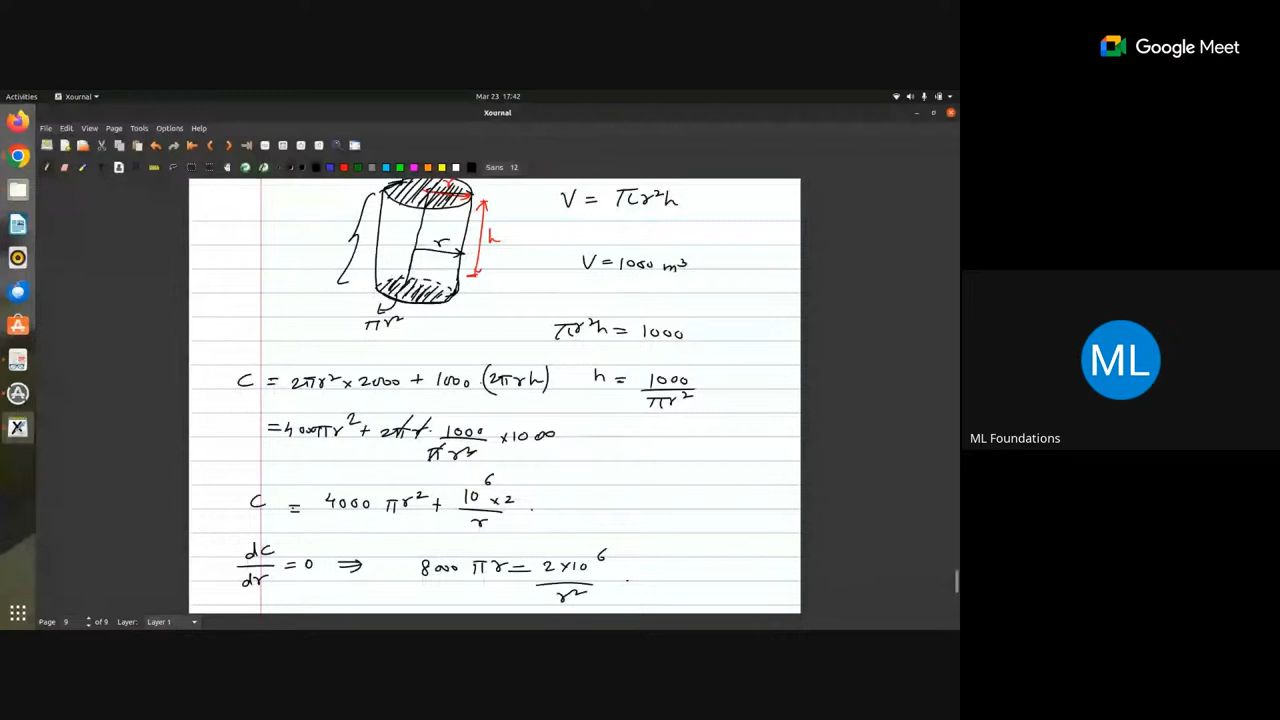 Google Meet
Activities Xournal Mar 23 17:42
Xournal
File Edit View Page Tools Options Help
Sans 12
r
V = πr²h
h
r
V = 1000 m³
πr²
πr²h = 1000
C = 2πr² × 2000 + 1000 · (2πrh) h = 1000/πr²
= 4000πr² + 2πr · 1000/πr² × 1000
C = 4000 πr² + 10⁶ × 2/r
dC/dr = 0 ⇒ 8000 πr = 2×10⁶/r²
ML
ML Foundations
Page 9 of 9 Layer: Layer 1